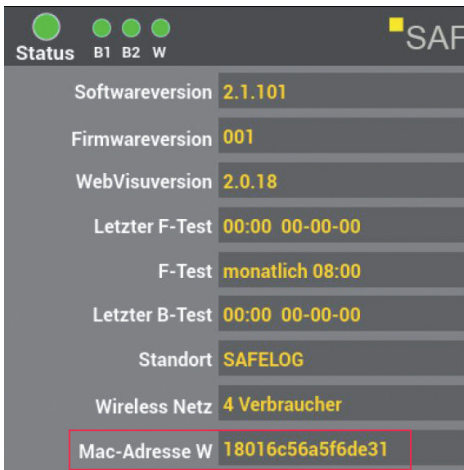 SAF
Status B1 B2 W
Softwareversion 2.1.101
Firmwareversion 001
WebVisuversion 2.0.18
Letzter F-Test 00:00 00-00-00
F-Test monatlich 08:00
Letzter B-Test 00:00 00-00-00
Standort SAFELOG
Wireless Netz 4 Verbraucher
Mac-Adresse W 18016c56a5f6de31